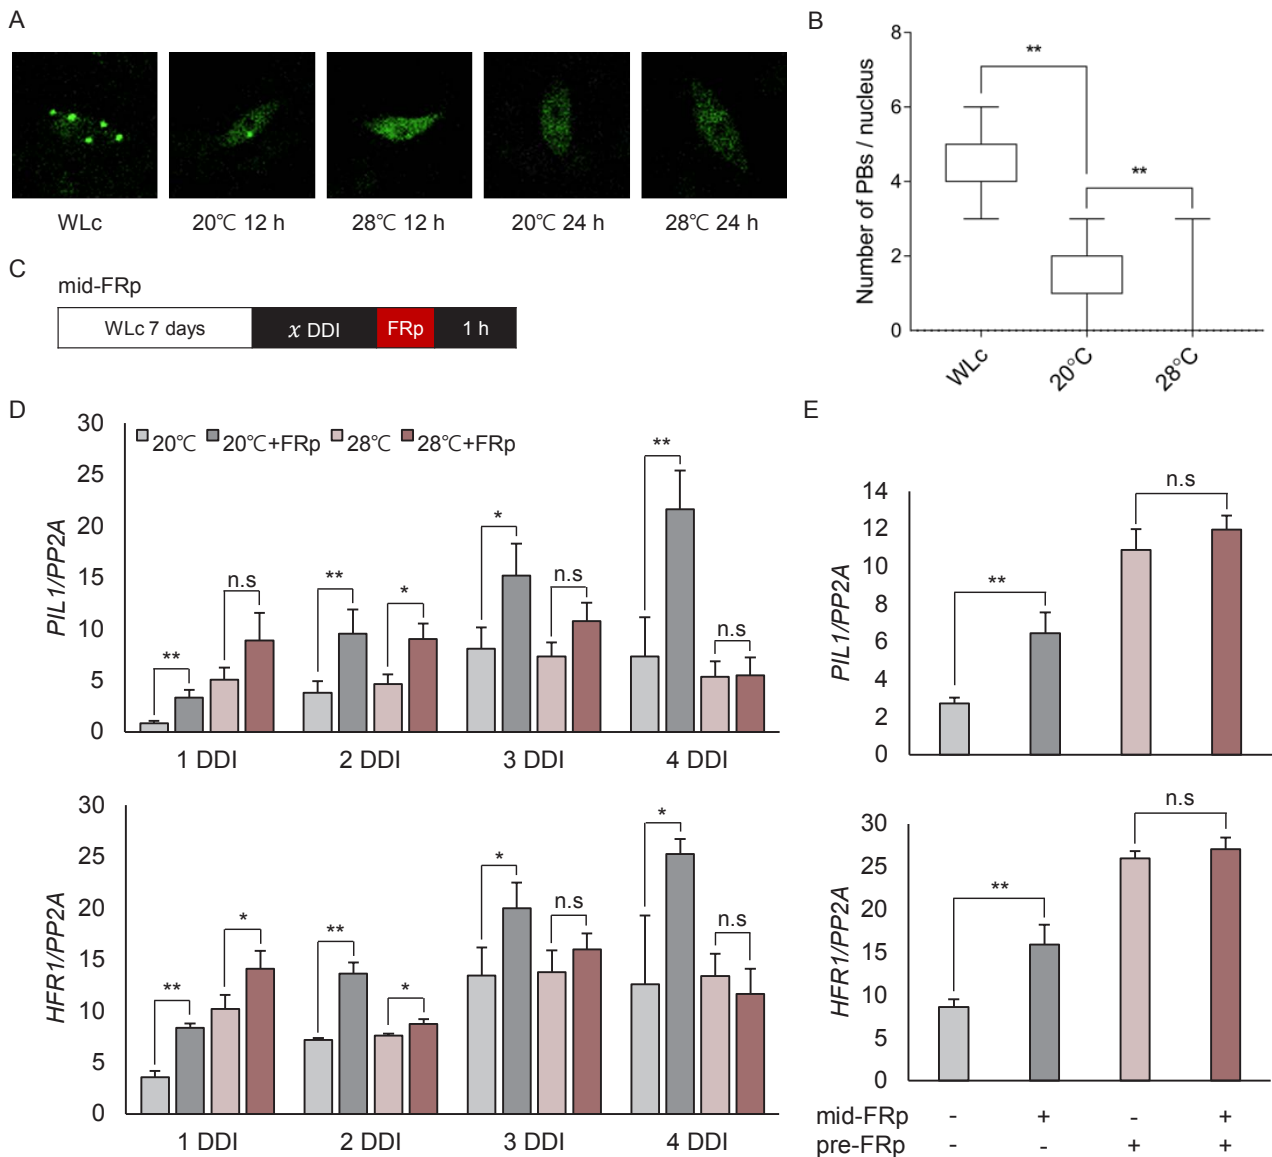 A
WLc
20℃ 12 h
28℃ 12 h
20℃ 24 h
28℃ 24 h
B
Number of PBs / nucleus
8
6
4
2
0
**
**
WLc
20°C
28°C
C
mid-FRp
WLc 7 days
x DDI
FRp
1 h
D
20℃
20℃+FRp
28℃
28℃+FRp
PIL1/PP2A
30
25
20
15
10
5
0
**
n.s
**
*
*
n.s
**
n.s
1 DDI
2 DDI
3 DDI
4 DDI
HFR1/PP2A
30
25
20
15
10
5
0
**
*
**
*
*
n.s
*
n.s
1 DDI
2 DDI
3 DDI
4 DDI
E
PIL1/PP2A
14
12
10
8
6
4
2
0
**
n.s
HFR1/PP2A
30
25
20
15
10
5
0
**
n.s
mid-FRp - + - +
pre-FRp - - + +